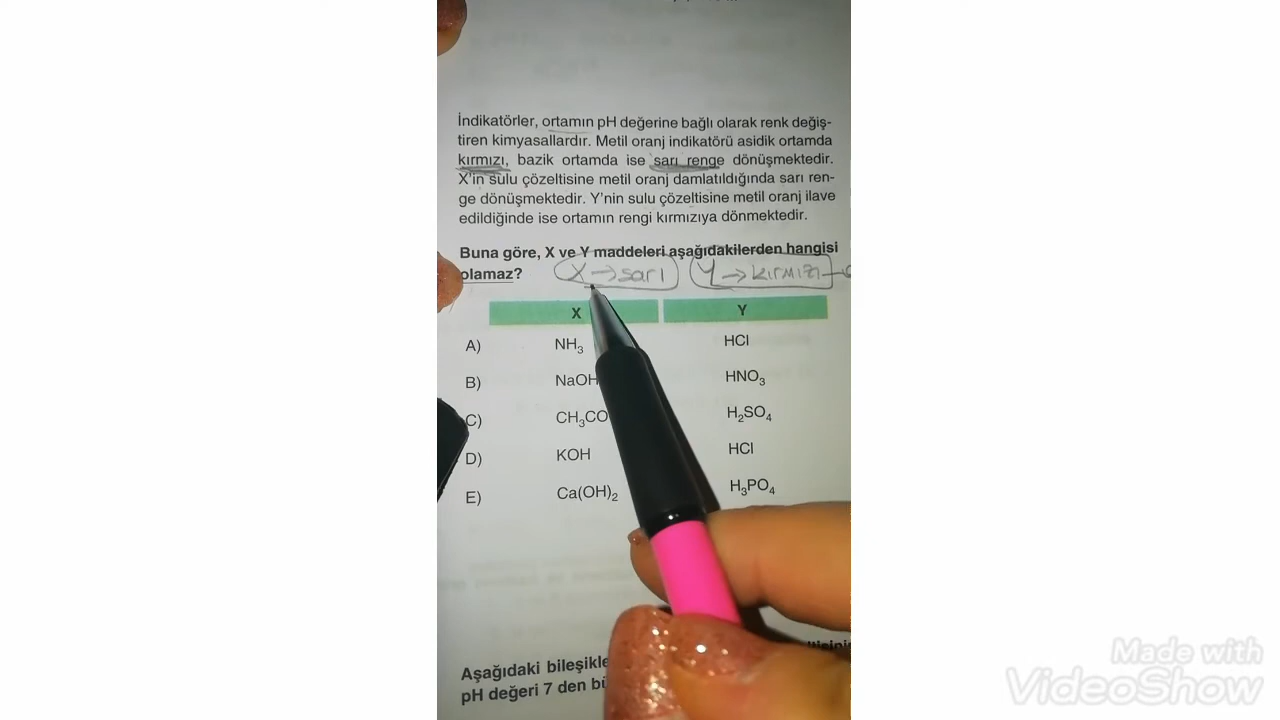 İndikatörler, ortamın pH değerine bağlı olarak renk değiş-
tiren kimyasallardır. Metil oranj indikatörü asidik ortamda
kırmızı, bazik ortamda ise sarı renge dönüşmektedir.
X'in sulu çözeltisine metil oranj damlatıldığında sarı ren-
ge dönüşmektedir. Y'nin sulu çözeltisine metil oranj ilave
edildiğinde ise ortamın rengi kırmızıya dönmektedir.
Buna göre, X ve Y maddeleri aşağıdakilerden hangisi
olamaz?
X → sarı Y → kırmızı
X Y
A) NH₃ HCl
B) NaOH HNO₃
C) CH₃CO H₂SO₄
D) KOH HCl
E) Ca(OH)₂ H₃PO₄
Aşağıdaki bileşikle
pH değeri 7 den bü
Made with
VideoShow